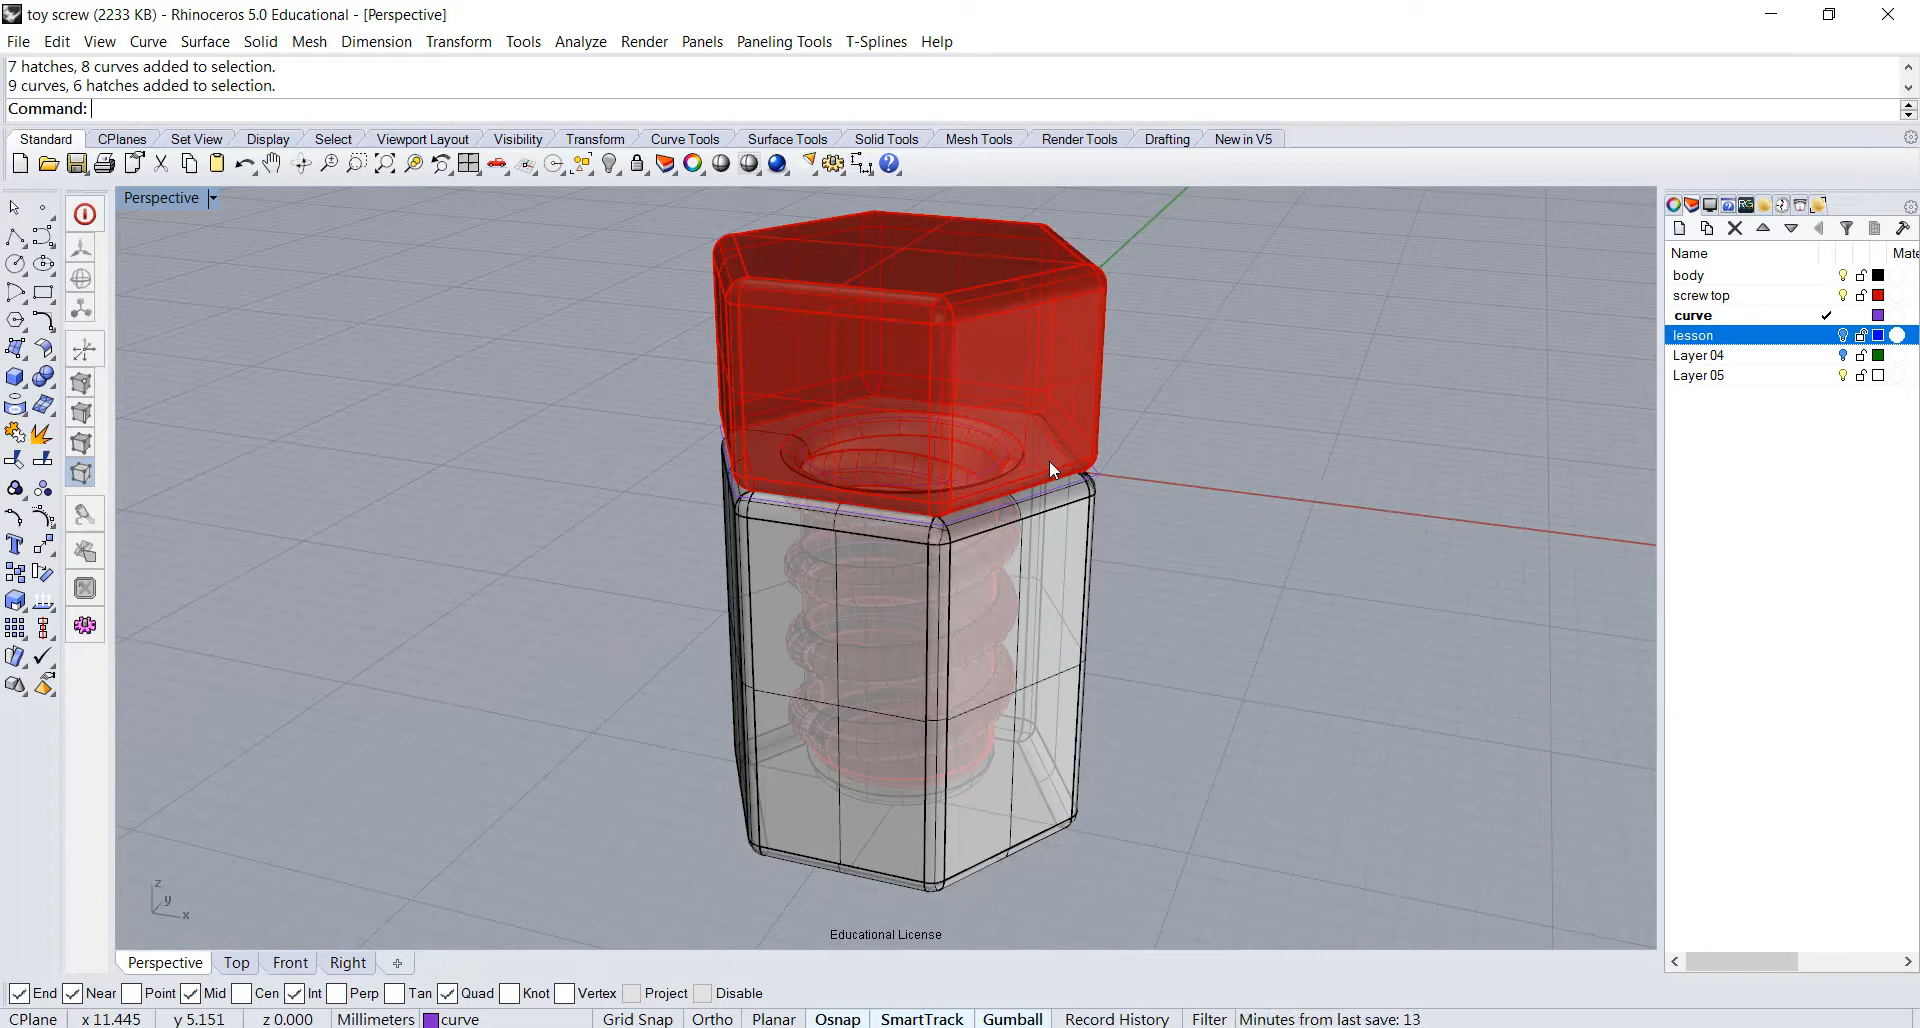 toy screw (2233 KB) - Rhinoceros 5.0 Educational - [Perspective]
File Edit View Curve Surface Solid Mesh Dimension Transform Tools Analyze Render Panels Paneling Tools T-Splines Help
7 hatches, 8 curves added to selection.
9 curves, 6 hatches added to selection.
Command:
Standard CPlanes Set View Display Select Viewport Layout Visibility Transform Curve Tools Surface Tools Solid Tools Mesh Tools Render Tools Drafting New in V5
Perspective
Name Mate
body
screw top
curve
lesson
Layer 04
Layer 05
z
y
x
Educational License
Perspective Top Front Right
End Near Point Mid Cen Int Perp Tan Quad Knot Vertex Project Disable
CPlane x 11.445 y 5.151 z 0.000 Millimeters curve Grid Snap Ortho Planar Osnap SmartTrack Gumball Record History Filter Minutes from last save: 13